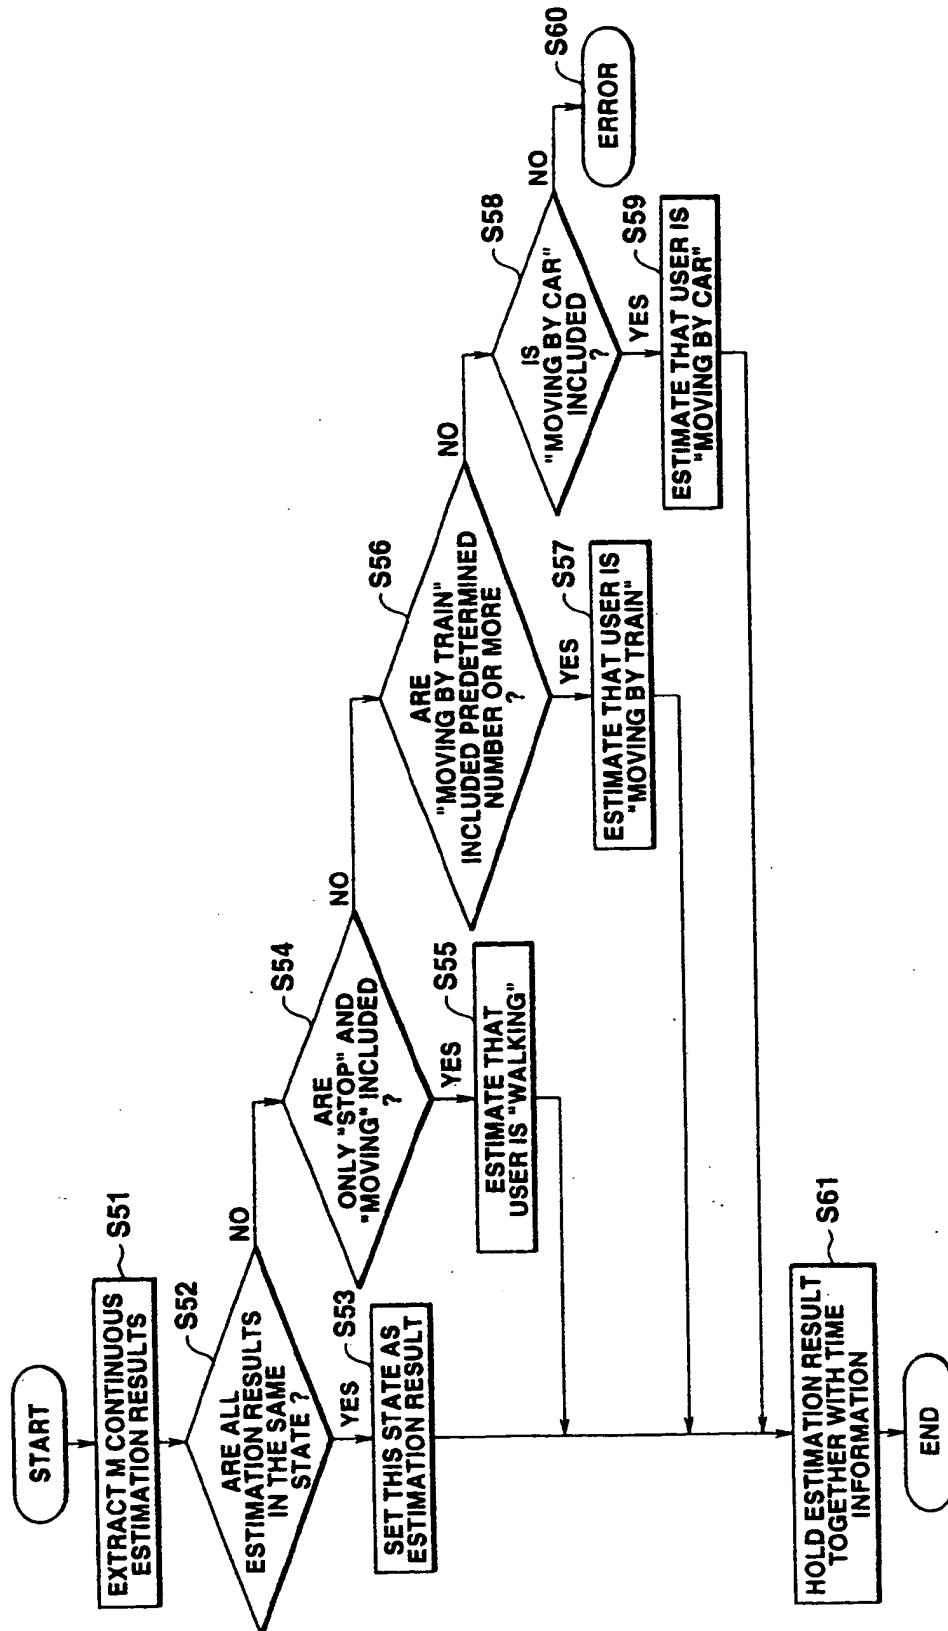 START
EXTRACT M CONTINUOUS
ESTIMATION RESULTS
S51
ARE ALL
ESTIMATION RESULTS
IN THE SAME
STATE ?
S52
NO
YES
SET THIS STATE AS
ESTIMATION RESULT
S53
ARE
ONLY "STOP" AND
"MOVING" INCLUDED
?
S54
NO
YES
ESTIMATE THAT
USER IS "WALKING"
S55
ARE
"MOVING BY TRAIN"
INCLUDED PREDETERMINED
NUMBER OR MORE
?
S56
NO
YES
ESTIMATE THAT USER IS
"MOVING BY TRAIN"
S57
IS
"MOVING BY CAR"
INCLUDED
?
S58
NO
YES
ESTIMATE THAT USER IS
"MOVING BY CAR"
S59
ERROR
S60
HOLD ESTIMATION RESULT
TOGETHER WITH TIME
INFORMATION
S61
END